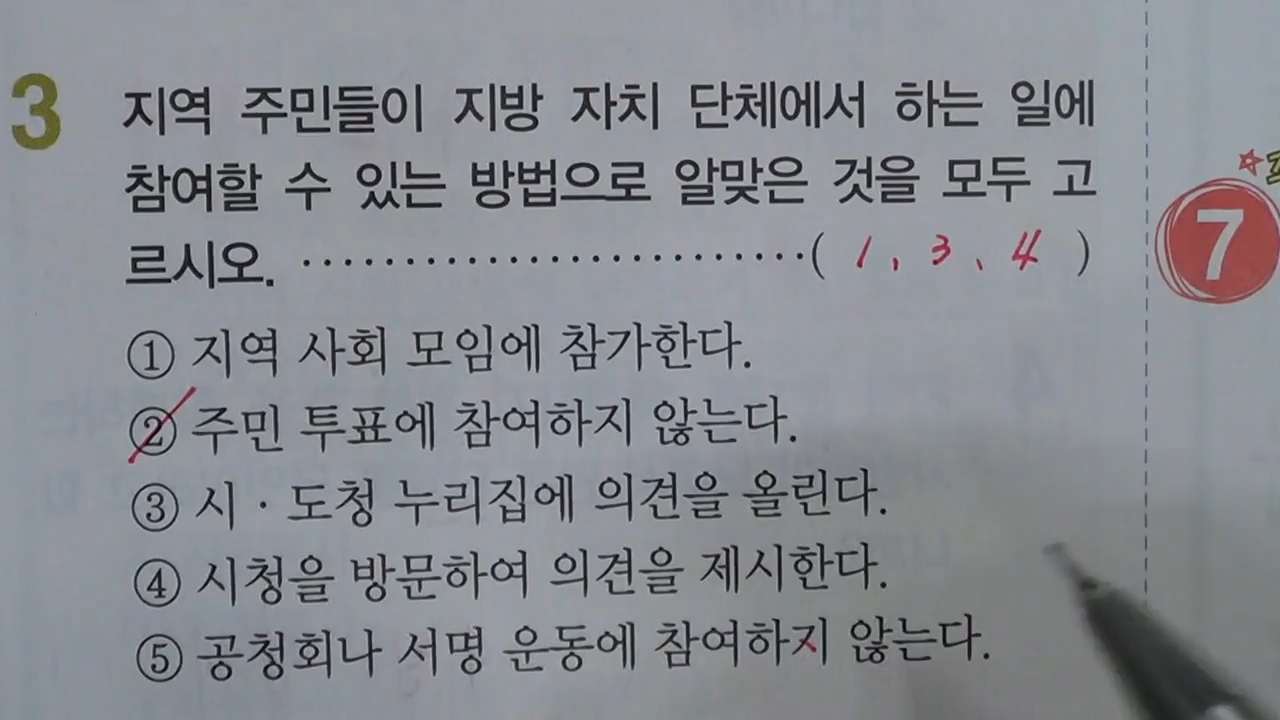 3 지역 주민들이 지방 자치 단체에서 하는 일에
참여할 수 있는 방법으로 알맞은 것을 모두 고
르시오. ··························( 1, 3, 4 )
① 지역 사회 모임에 참가한다.
② 주민 투표에 참여하지 않는다.
③ 시·도청 누리집에 의견을 올린다.
④ 시청을 방문하여 의견을 제시한다.
⑤ 공청회나 서명 운동에 참여하지 않는다.
7